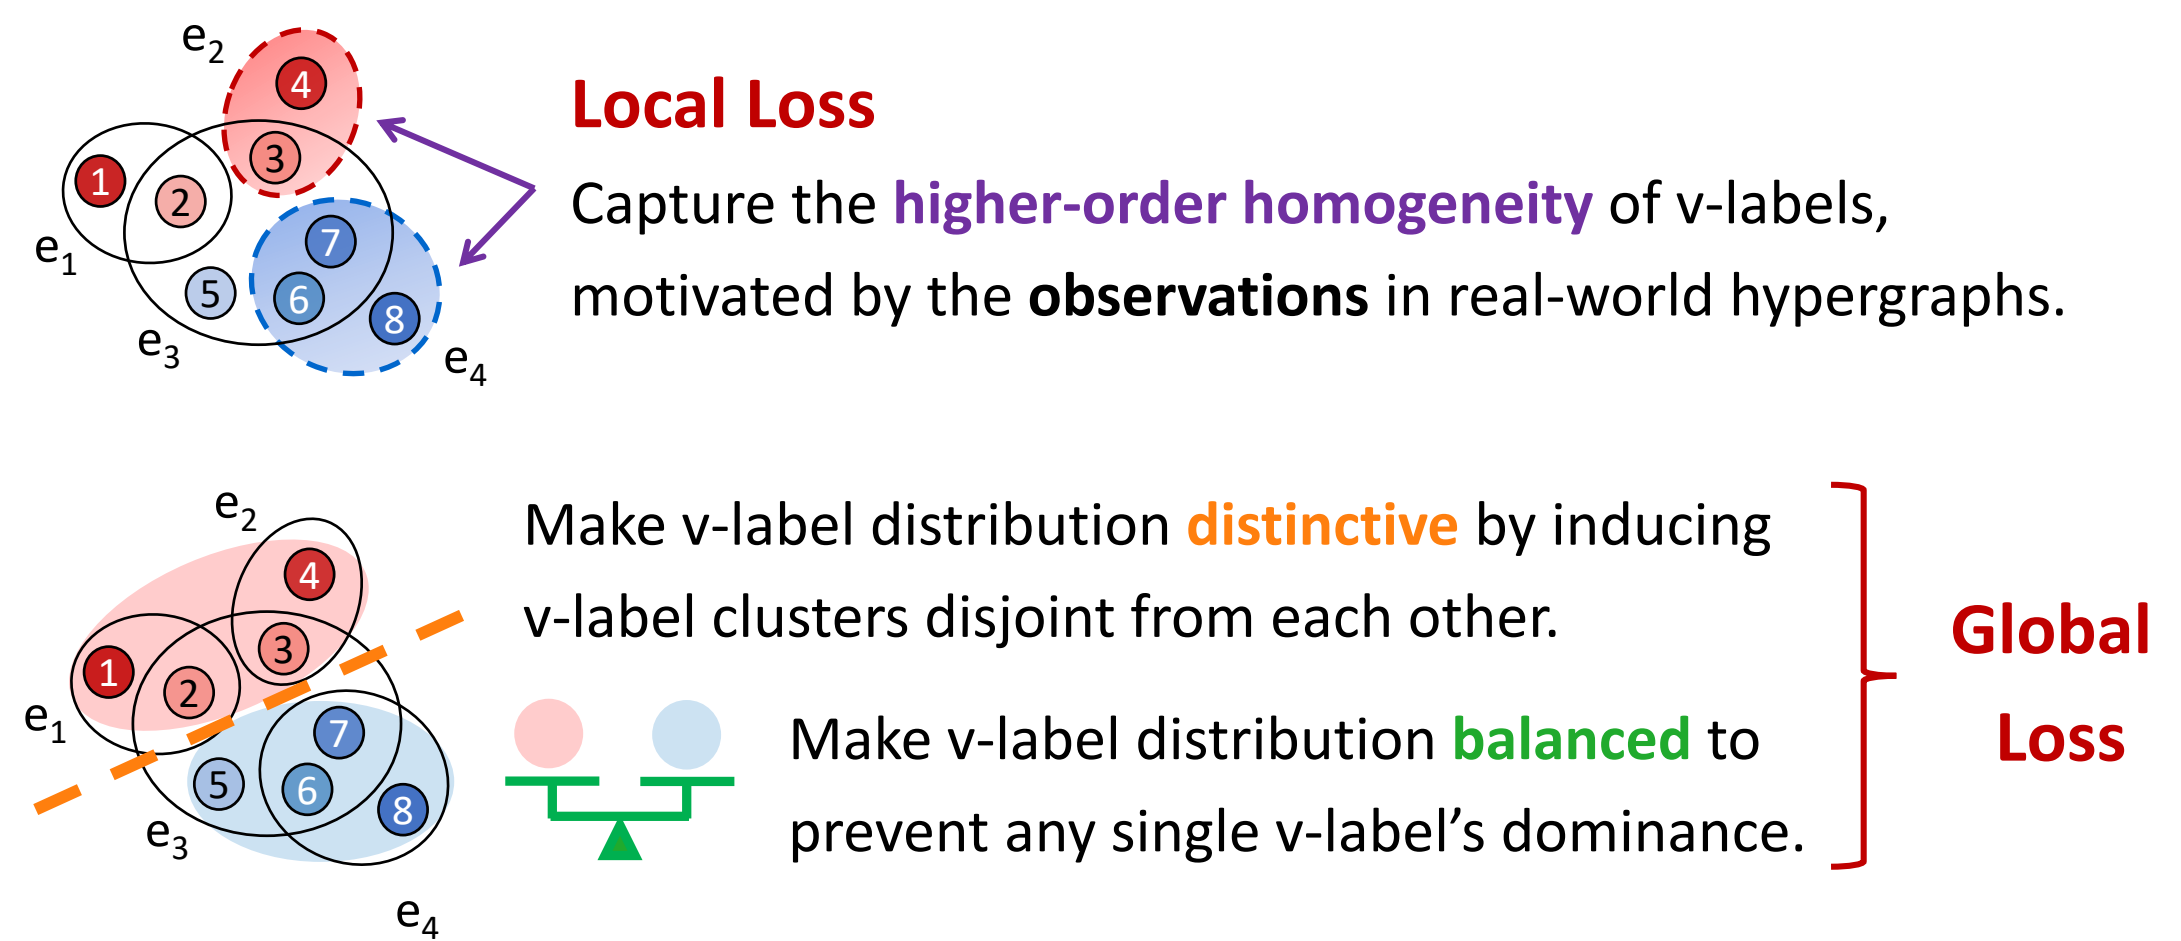 e2
4
3
1
2
e1
7
5
6
8
e3
e4
Local Loss
Capture the higher-order homogeneity of v-labels,
motivated by the observations in real-world hypergraphs.
e2
4
3
1
2
e1
7
5
6
8
e3
e4
Make v-label distribution distinctive by inducing
v-label clusters disjoint from each other.
Make v-label distribution balanced to
prevent any single v-label’s dominance.
Global
Loss